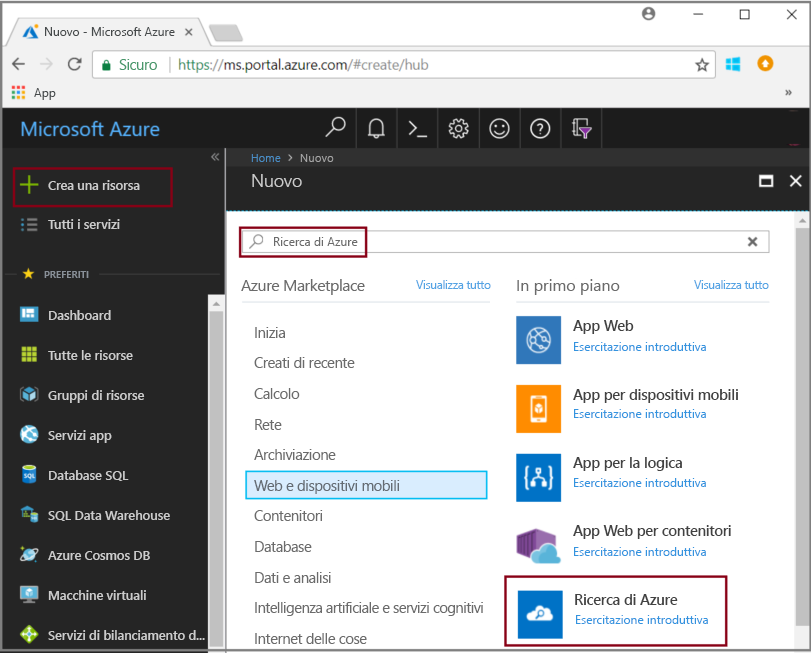 Nuovo - Microsoft Azure
Sicuro
https://ms.portal.azure.com/#create/hub
App
»
Microsoft Azure
«
Home > Nuovo
Nuovo
Crea una risorsa
Tutti i servizi
PREFERITI
Dashboard
Tutte le risorse
Gruppi di risorse
Servizi app
Database SQL
SQL Data Warehouse
Azure Cosmos DB
Macchine virtuali
Servizi di bilanciamento d...
Ricerca di Azure
Azure Marketplace
Visualizza tutto
Inizia
Creati di recente
Calcolo
Rete
Archiviazione
Web e dispositivi mobili
Contenitori
Database
Dati e analisi
Intelligenza artificiale e servizi cognitivi
Internet delle cose
In primo piano
Visualizza tutto
App Web
Esercitazione introduttiva
App per dispositivi mobili
Esercitazione introduttiva
App per la logica
Esercitazione introduttiva
App Web per contenitori
Esercitazione introduttiva
Ricerca di Azure
Esercitazione introduttiva